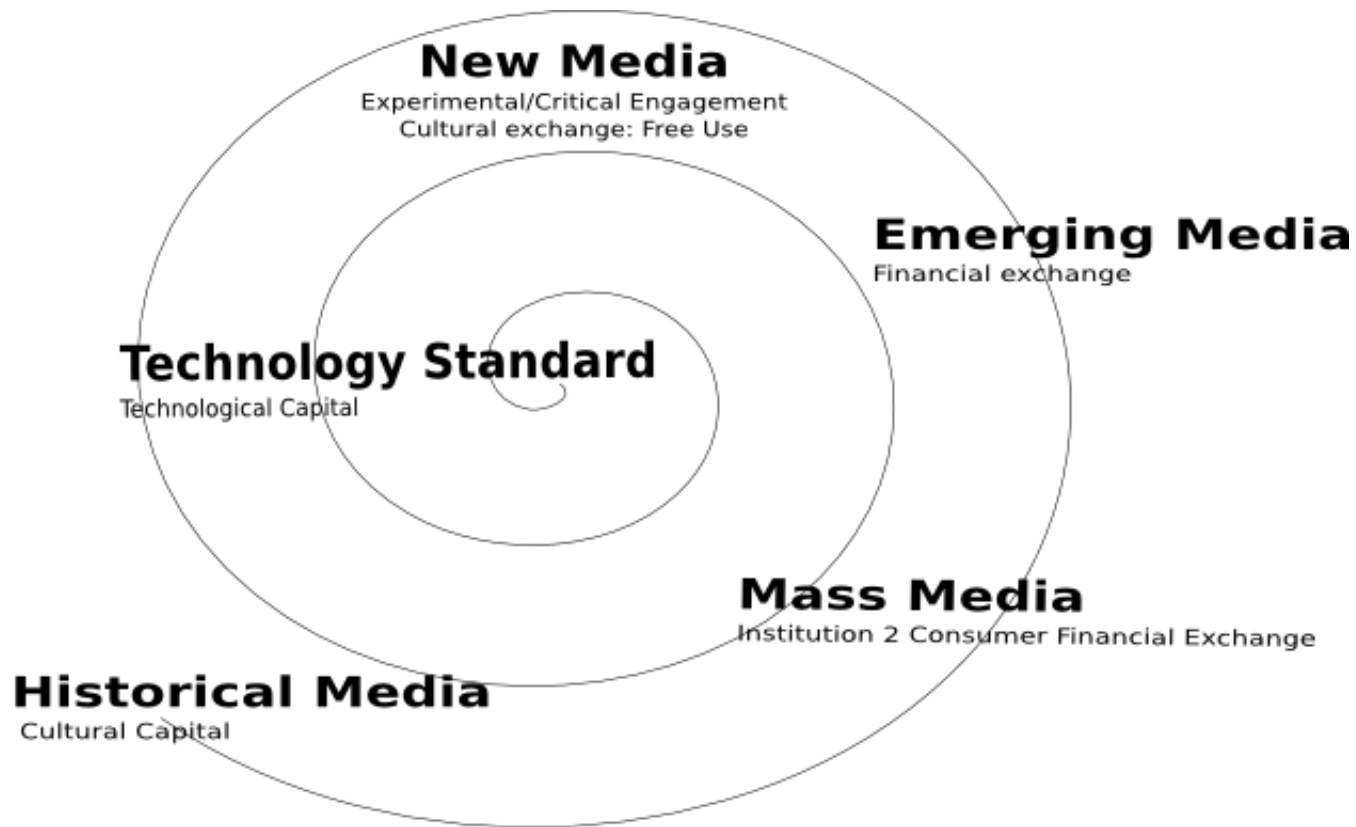 New Media
Experimental/Critical Engagement
Cultural exchange: Free Use
Emerging Media
Financial exchange
Technology Standard
Technological Capital
Mass Media
Institution 2 Consumer Financial Exchange
Historical Media
Cultural Capital